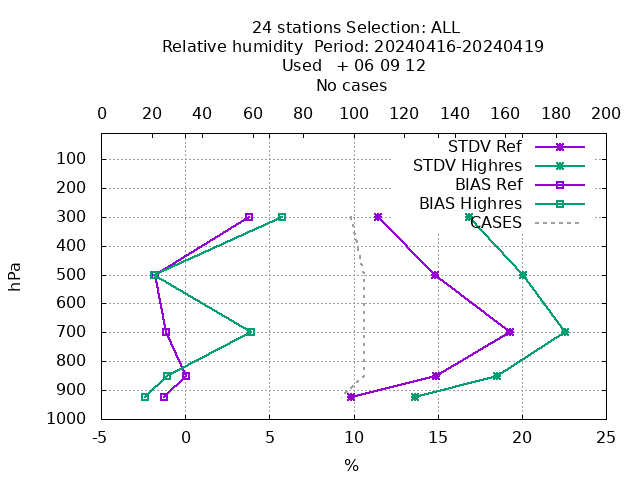 24 stations Selection: ALL
Relative humidity  Period: 20240416-20240419
Used   + 06 09 12
No cases
0 20 40 60 80 100 120 140 160 180 200
STDV Ref
STDV Highres
BIAS Ref
BIAS Highres
CASES
100
200
300
400
500
600
700
800
900
1000
hPa
-5 0 5 10 15 20 25
%